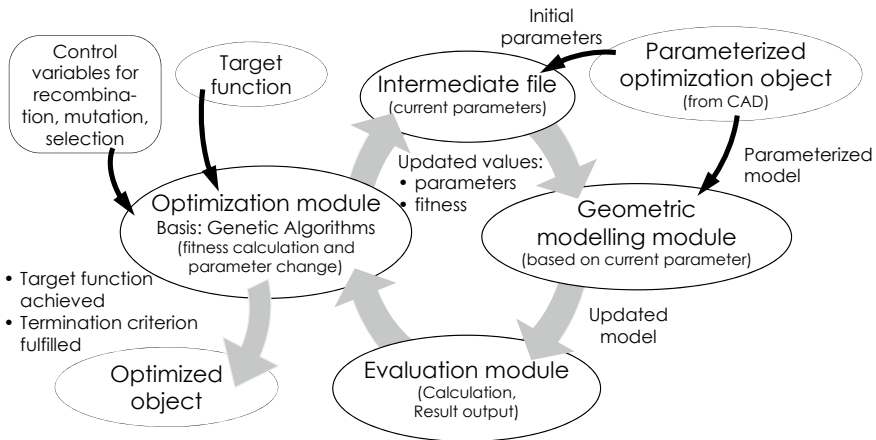 Control
variables for
recombina-
tion, mutation,
selection
Target
function
Initial
parameters
Intermediate file
(current parameters)
Parameterized
optimization object
(from CAD)
Updated values:
• parameters
• fitness
Parameterized
model
Optimization module
Basis: Genetic Algorithms
(fitness calculation and
parameter change)
Geometric
modelling module
(based on current parameter)
• Target function
achieved
• Termination criterion
fulfilled
Updated
model
Optimized
object
Evaluation module
(Calculation,
Result output)